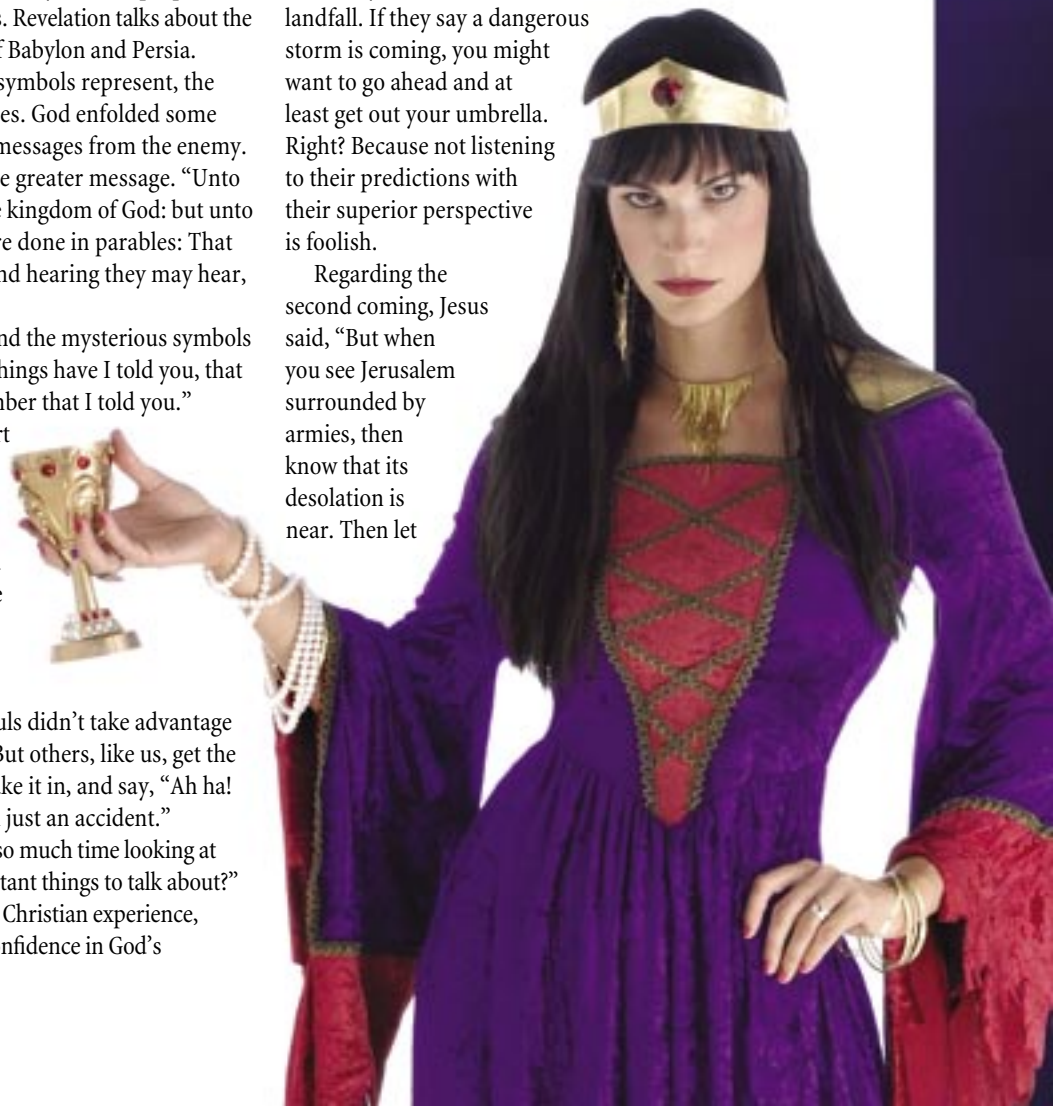 s. Revelation talks about the
f Babylon and Persia.
symbols represent, the
es. God enfolded some
messages from the enemy.
e greater message. “Unto
e kingdom of God: but unto
re done in parables: That
nd hearing they may hear,
nd the mysterious symbols
hings have I told you, that
nber that I told you.”
rt
e
uls didn’t take advantage
But others, like us, get the
ke it in, and say, “Ah ha!
just an accident.”
so much time looking at
tant things to talk about?”
Christian experience,
onfidence in God’s
landfall. If they say a dangerous
storm is coming, you might
want to go ahead and at
least get out your umbrella.
Right? Because not listening
to their predictions with
their superior perspective
is foolish.
Regarding the
second coming, Jesus
said, “But when
you see Jerusalem
surrounded by
armies, then
know that its
desolation is
near. Then let